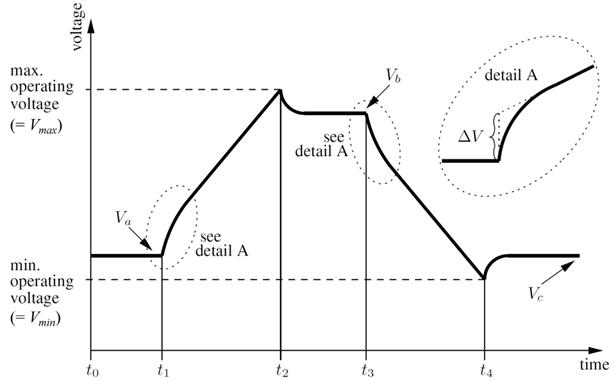 voltage
max.
operating
voltage
(= Vmax)
Vb
detail A
ΔV
see
detail A
Va
see
detail A
min.
operating
voltage
(= Vmin)
Vc
t0 t1 t2 t3 t4 time